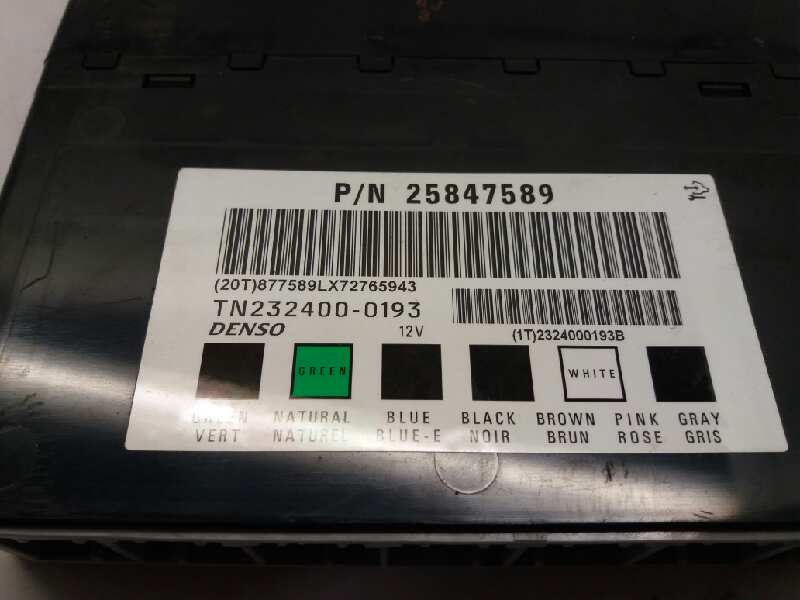 P/N 25847589
(20T)877589LX72765943
TN232400-0193
DENSO 12V
(1T)2324000193B
GREEN WHITE
GREEN NATURAL BLUE BLACK BROWN PINK GRAY
VERT NATUREL BLUE-E NOIR BRUN ROSE GRIS